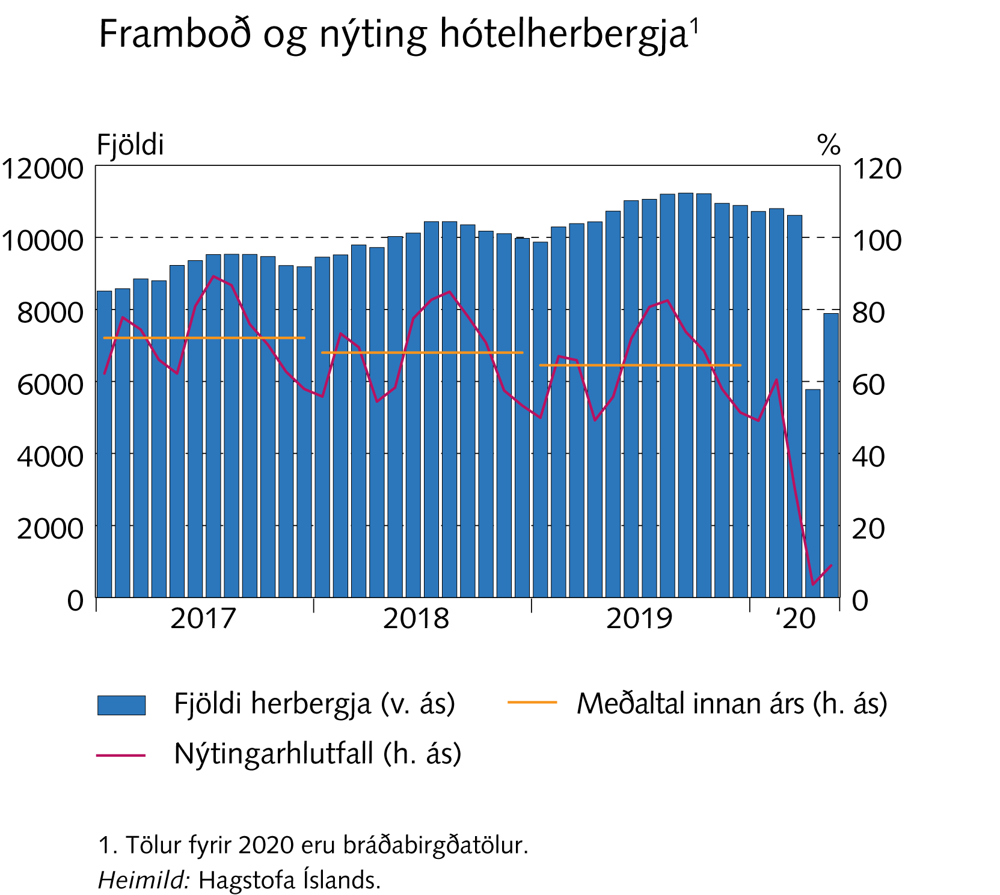 Framboð og nýting hótelherbergja¹
Fjöldi %
12000 120
10000 100
8000 80
6000 60
4000 40
2000 20
0 0
2017 2018 2019 ‘20
Fjöldi herbergja (v. ás) Meðaltal innan árs (h. ás)
Nýtingarhlutfall (h. ás)
1. Tölur fyrir 2020 eru bráðabirgðatölur.
Heimild: Hagstofa Íslands.